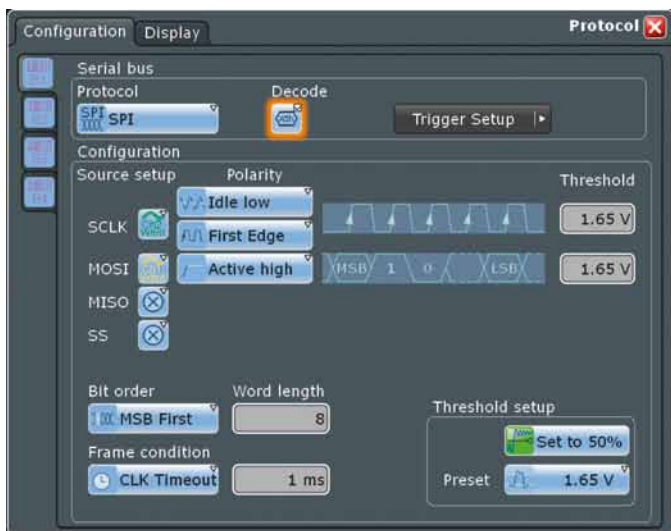 Configuration Display Protocol
Serial bus
Protocol Decode
SPI SPI Trigger Setup
Configuration
Source setup Polarity Threshold
Idle low
SCLK 1.65 V
First Edge
MOSI Active high MSB 1 0 LSB 1.65 V
MISO
SS
Bit order Word length
MSB First 8
Threshold setup
Set to 50%
Frame condition
CLK Timeout 1 ms Preset 1.65 V